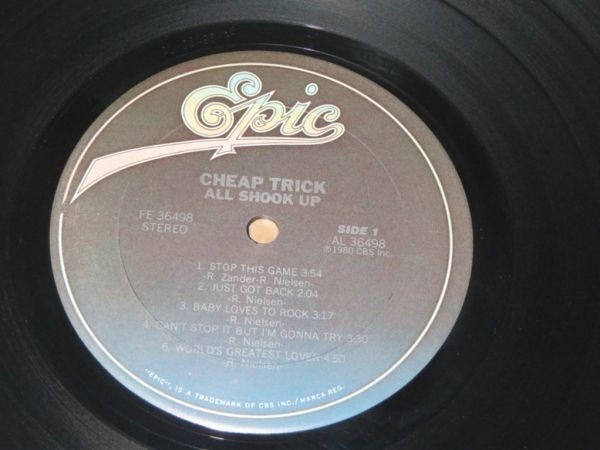 Epic
CHEAP TRICK
ALL SHOOK UP
FE 36498
STEREO
SIDE 1
AL 36498
℗1980 CBS Inc.
1. STOP THIS GAME 3:54
-R. Zander-R. Nielsen-
2. JUST GOT BACK 2:04
-R. Nielsen-
3. BABY LOVES TO ROCK 3:17
-R. Nielsen-
4. CAN'T STOP IT BUT I'M GONNA TRY 3:30
-R. Nielsen-
5. WORLD'S GREATEST LOVER 4:50
-R. Nielsen-
"EPIC", IS A TRADEMARK OF CBS INC./MARCA REG.